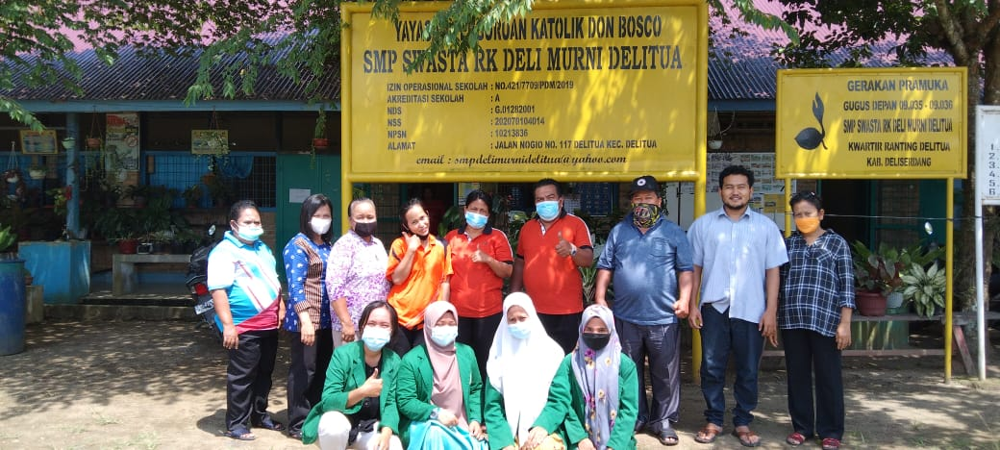 YAYASAN PERGURUAN KATOLIK DON BOSCO
SMP SWASTA RK DELI MURNI DELITUA
IZIN OPERASIONAL SEKOLAH : NO.421/7709/PDM/2019
AKREDITASI SEKOLAH : A
NDS : G.01282001
NSS : 202070104014
NPSN : 10213836
ALAMAT : JALAN NOGIO NO. 117 DELITUA KEC. DELITUA
email : smpdelimurnidelitua@yahoo.com
GERAKAN PRAMUKA
GUGUS DEPAN 09.035 - 09.036
SMP SWASTA RK DELI MURNI DELITUA
KWARTIR RANTING DELITUA
KAB. DELISERDANG
1
2
3
4
5
6